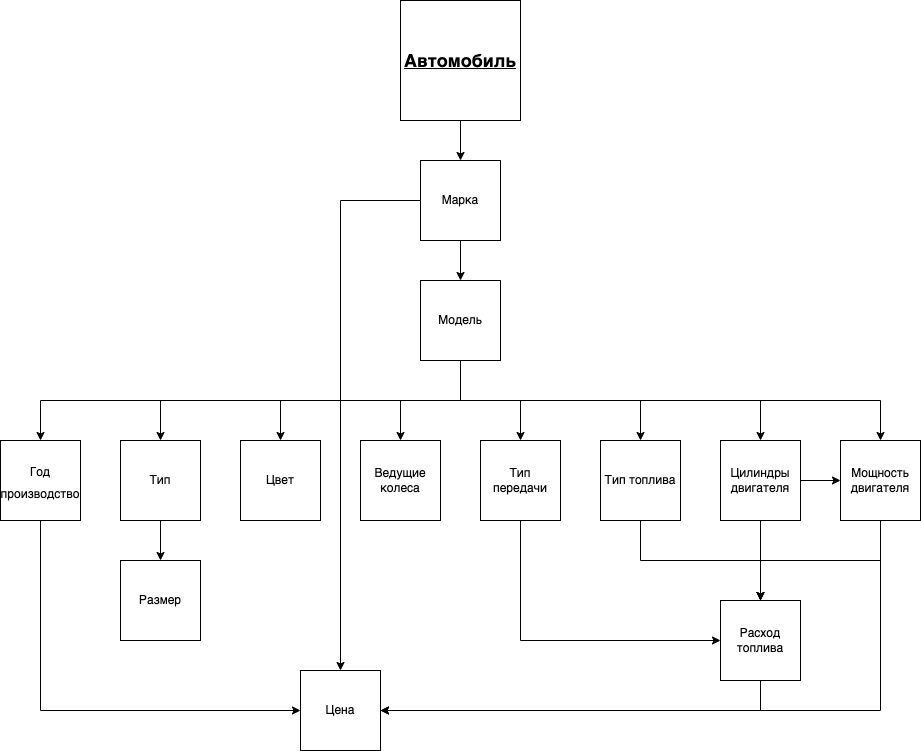 Автомобиль
Марка
Модель
Год
производство
Тип
Цвет
Ведущие
колеса
Тип
передачи
Тип топлива
Цилиндры
двигателя
Мощность
двигателя
Размер
Расход
топлива
Цена